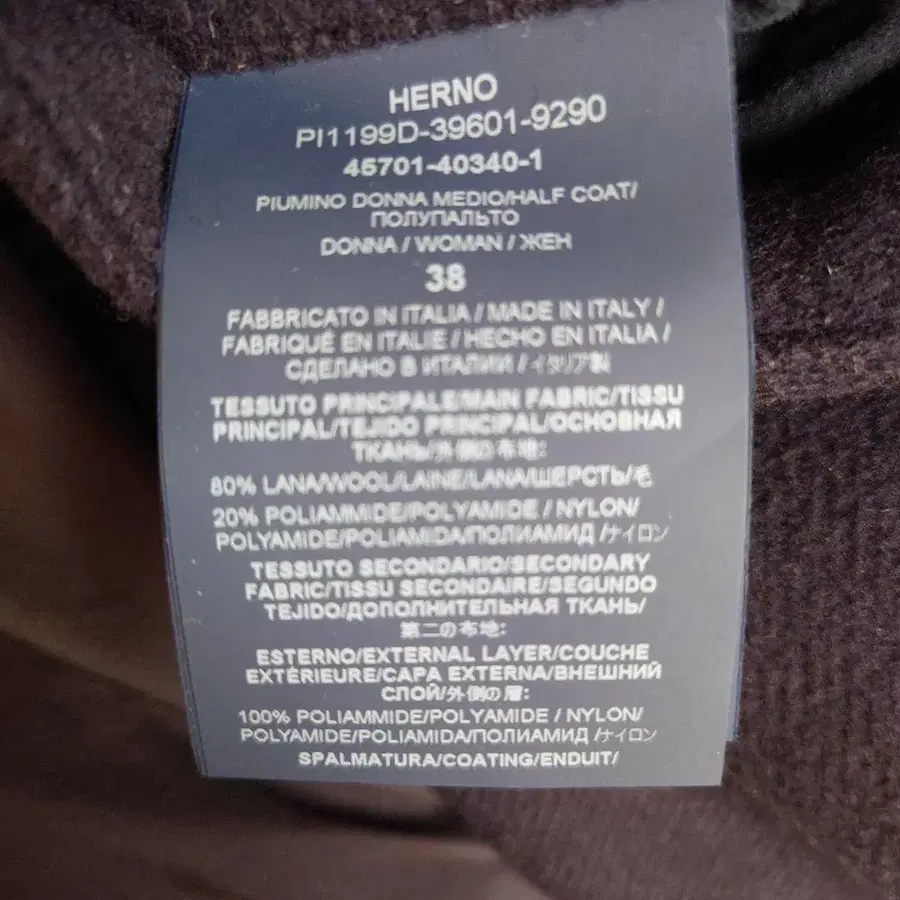 HERNO
PI1199D-39601-9290
45701-40340-1
PIUMINO DONNA MEDIO/HALF COAT/
ПОЛУПАЛЬТО
DONNA / WOMAN / ЖЕН
38
FABBRICATO IN ITALIA / MADE IN ITALY /
FABRIQUÉ EN ITALIE / HECHO EN ITALIA /
СДЕЛАНО В ИТАЛИИ / イタリア製
TESSUTO PRINCIPALE/MAIN FABRIC/TISSU
PRINCIPAL/TEJIDO PRINCIPAL/ОСНОВНАЯ
ТКАНЬ/外側の布地:
80% LANA/WOOL/LAINE/LANA/ШЕРСТЬ/毛
20% POLIAMMIDE/POLYAMIDE / NYLON/
POLYAMIDE/POLIAMIDA/ПОЛИАМИД /ナイロン
TESSUTO SECONDARIO/SECONDARY
FABRIC/TISSU SECONDAIRE/SEGUNDO
TEJIDO/ДОПОЛНИТЕЛЬНАЯ ТКАНЬ/
第二の布地:
ESTERNO/EXTERNAL LAYER/COUCHE
EXTÉRIEURE/CAPA EXTERNA/ВНЕШНИЙ
СЛОЙ/外側の層:
100% POLIAMMIDE/POLYAMIDE / NYLON/
POLYAMIDE/POLIAMIDA/ПОЛИАМИД /ナイロン
SPALMATURA/COATING/ENDUIT/